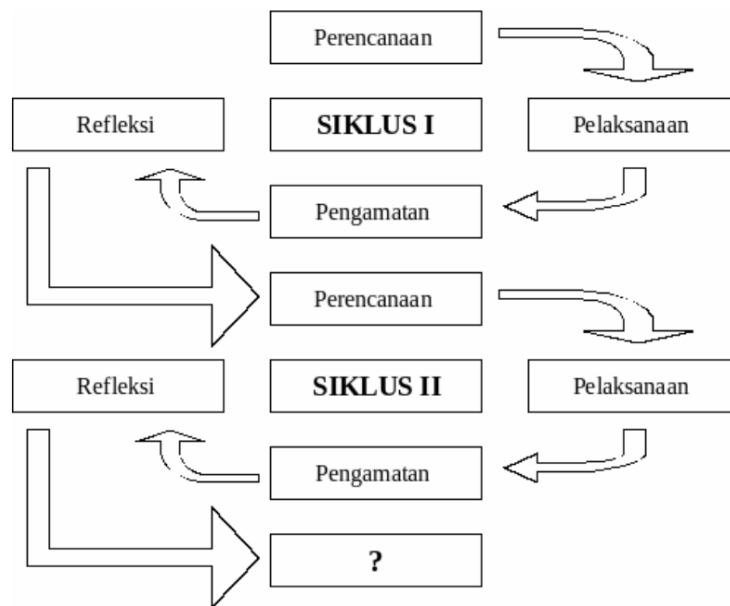 Perencanaan
Refleksi
SIKLUS I
Pelaksanaan
Pengamatan
Perencanaan
Refleksi
SIKLUS II
Pelaksanaan
Pengamatan
?